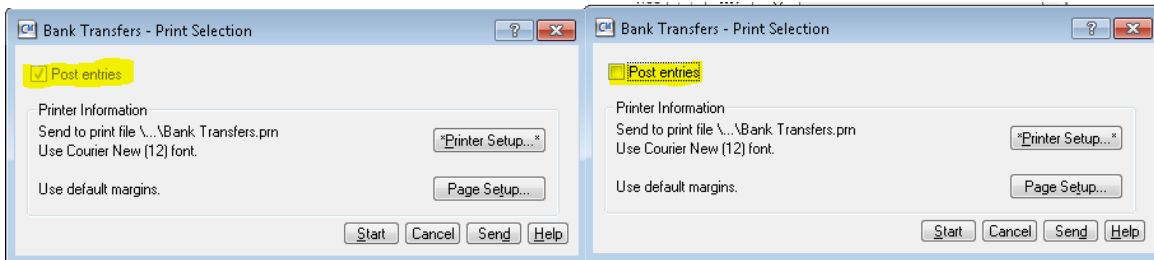 CM Bank Transfers - Print Selection
Post entries
Printer Information
Send to print file \...\Bank Transfers.prn
Use Courier New (12) font.
*Printer Setup...*
Use default margins.
Page Setup...
Start Cancel Send Help
CM Bank Transfers - Print Selection
Post entries
Printer Information
Send to print file \...\Bank Transfers.prn
Use Courier New (12) font.
*Printer Setup...*
Use default margins.
Page Setup...
Start Cancel Send Help